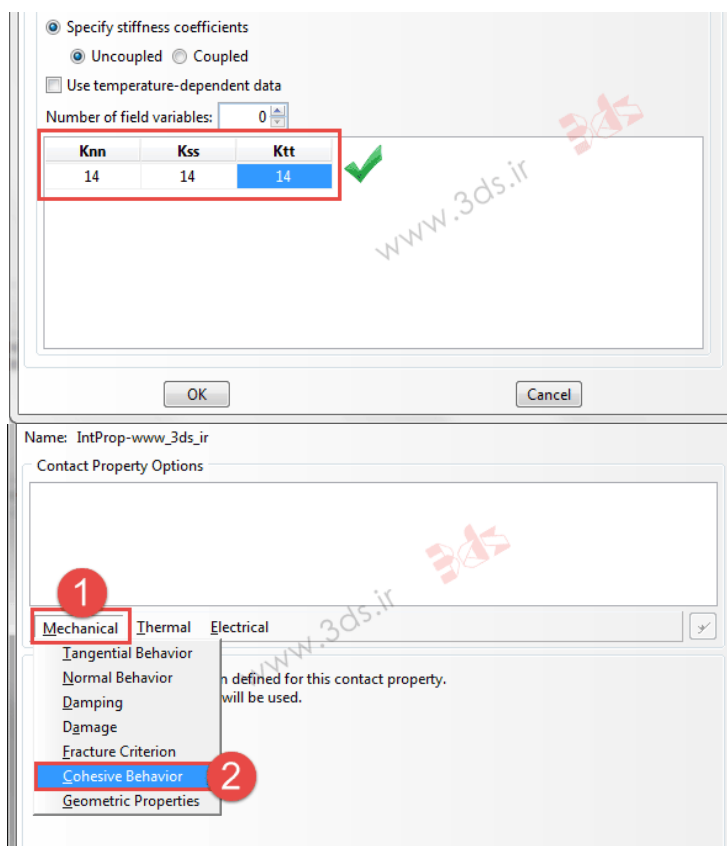 Specify stiffness coefficients
Uncoupled Coupled
Use temperature-dependent data
Number of field variables: 0
Knn Kss Ktt
14 14 14
3ds
www.3ds.ir
OK Cancel
Name: IntProp-www_3ds_ir
Contact Property Options
3ds
www.3ds.ir
1
Mechanical Thermal Electrical
Tangential Behavior
Normal Behavior n defined for this contact property.
Damping will be used.
Damage
Fracture Criterion
Cohesive Behavior 2
Geometric Properties